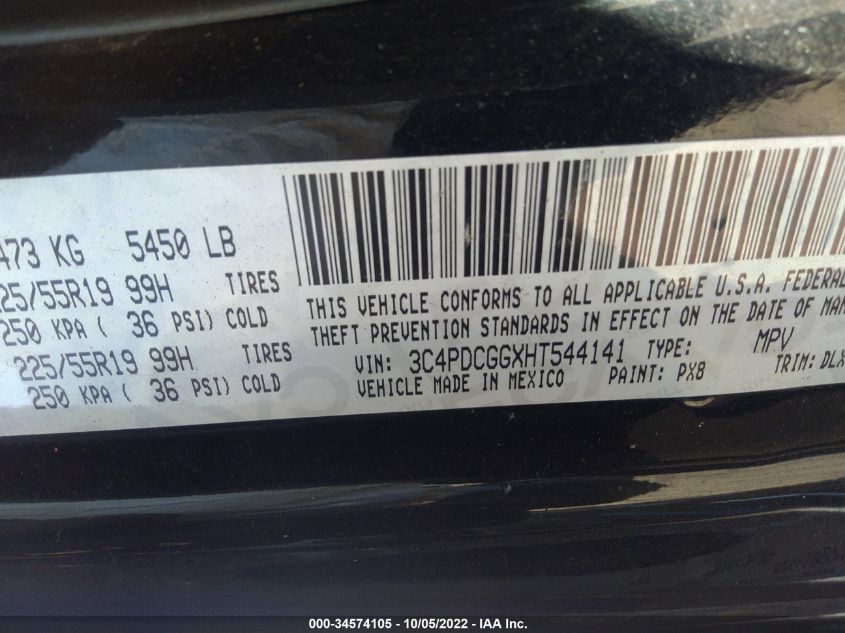 473 KG 5450 LB
225/55R19 99H TIRES
250 KPA ( 36 PSI) COLD
225/55R19 99H TIRES
250 KPA ( 36 PSI) COLD
THIS VEHICLE CONFORMS TO ALL APPLICABLE U.S.A. FEDERAL
THEFT PREVENTION STANDARDS IN EFFECT ON THE DATE OF MAN
VIN: 3C4PDCGGXHT544141 TYPE: MPV
VEHICLE MADE IN MEXICO PAINT: PX8 TRIM: DLX
000-34574105 - 10/05/2022 - IAA Inc.